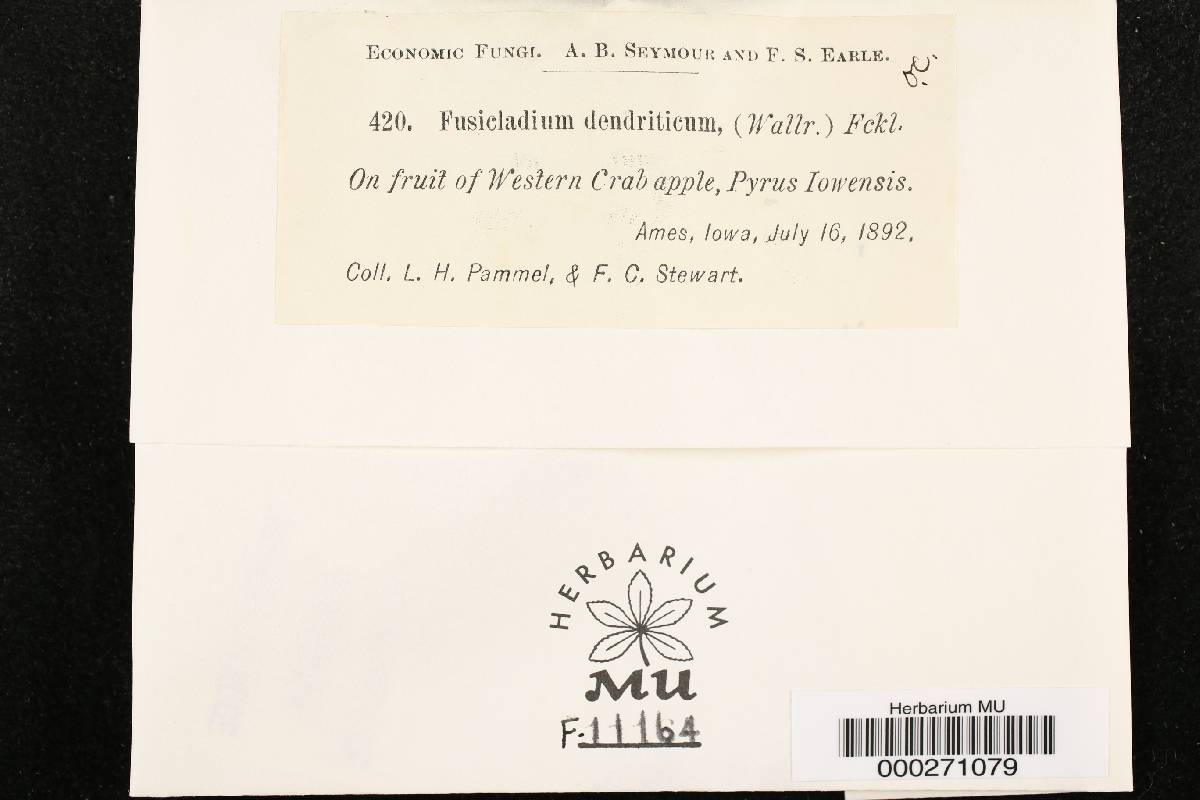 ECONOMIC FUNGI. A. B. SEYMOUR AND F. S. EARLE.
420. Fusicladium dendriticum, (Wallr.) Fckl.
On fruit of Western Crab apple, Pyrus Iowensis.
Ames, Iowa, July 16, 1892.
Coll. L. H. Pammel, & F. C. Stewart.
HERBARIUM
MU
F-11164
Herbarium MU
000271079